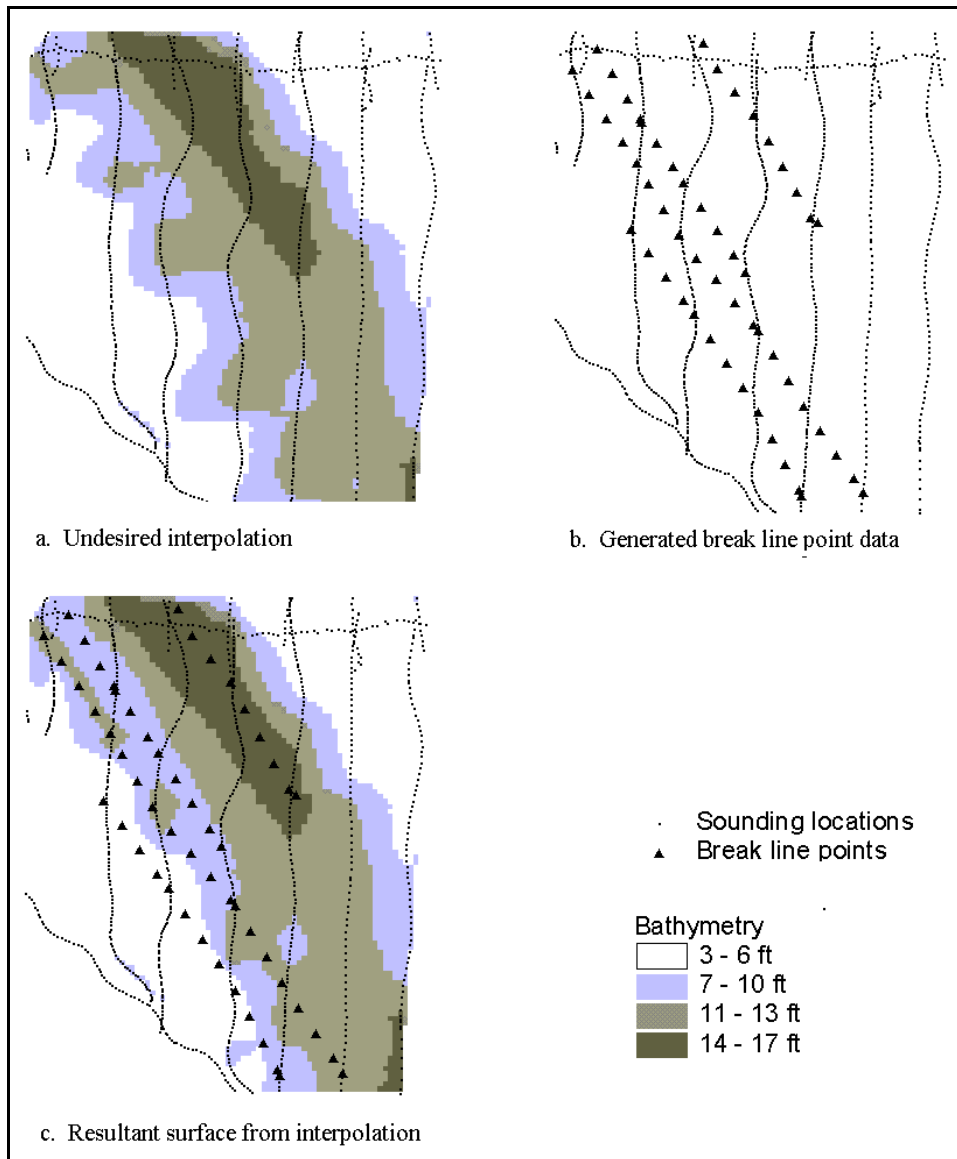 a. Undesired interpolation
b. Generated break line point data
c. Resultant surface from interpolation
Sounding locations
Break line points
Bathymetry
3 - 6 ft
7 - 10 ft
11 - 13 ft
14 - 17 ft